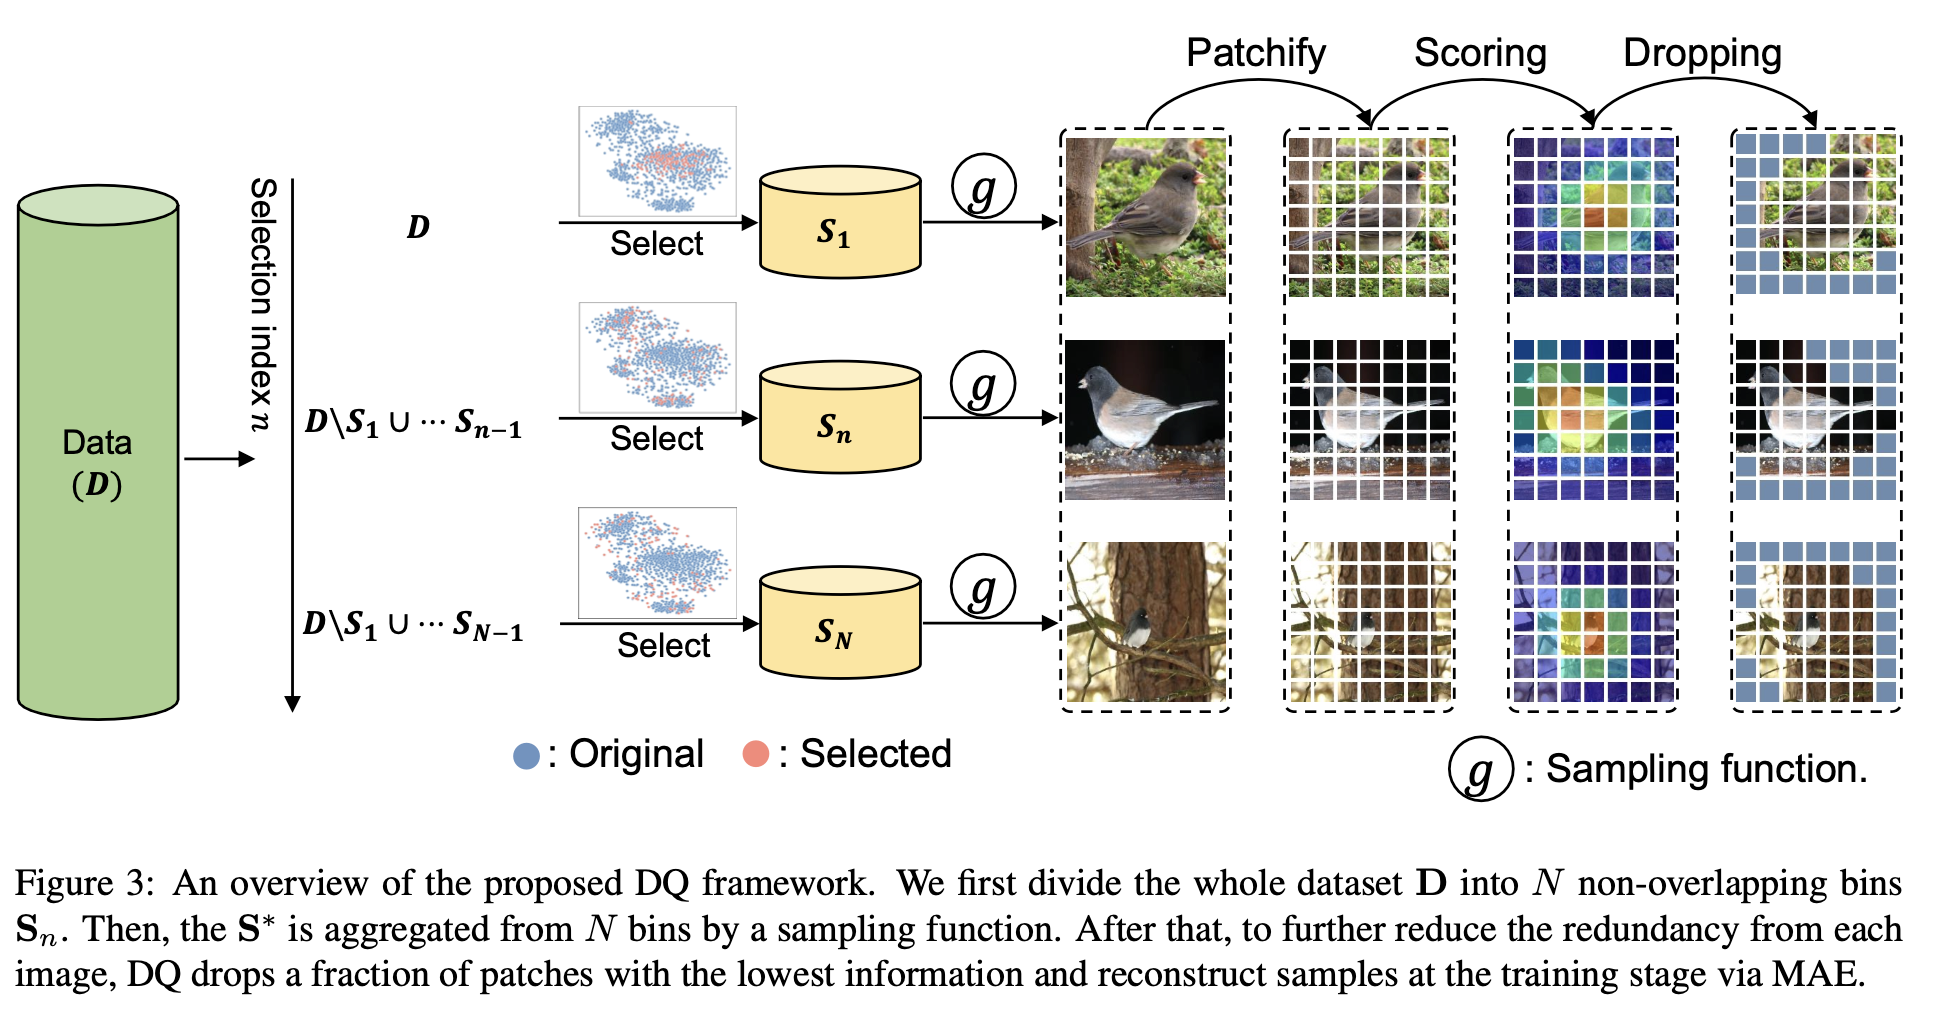 Patchify
Scoring
Dropping
Data
(D)
Selection index n
D
Select
S₁
g
D\S₁ ∪ ⋯ Sₙ₋₁
Select
Sₙ
g
D\S₁ ∪ ⋯ S_{N−1}
Select
S_N
g
: Original
: Selected
g : Sampling function.
Figure 3: An overview of the proposed DQ framework. We first divide the whole dataset D into N non-overlapping bins
Sₙ. Then, the S* is aggregated from N bins by a sampling function. After that, to further reduce the redundancy from each
image, DQ drops a fraction of patches with the lowest information and reconstruct samples at the training stage via MAE.